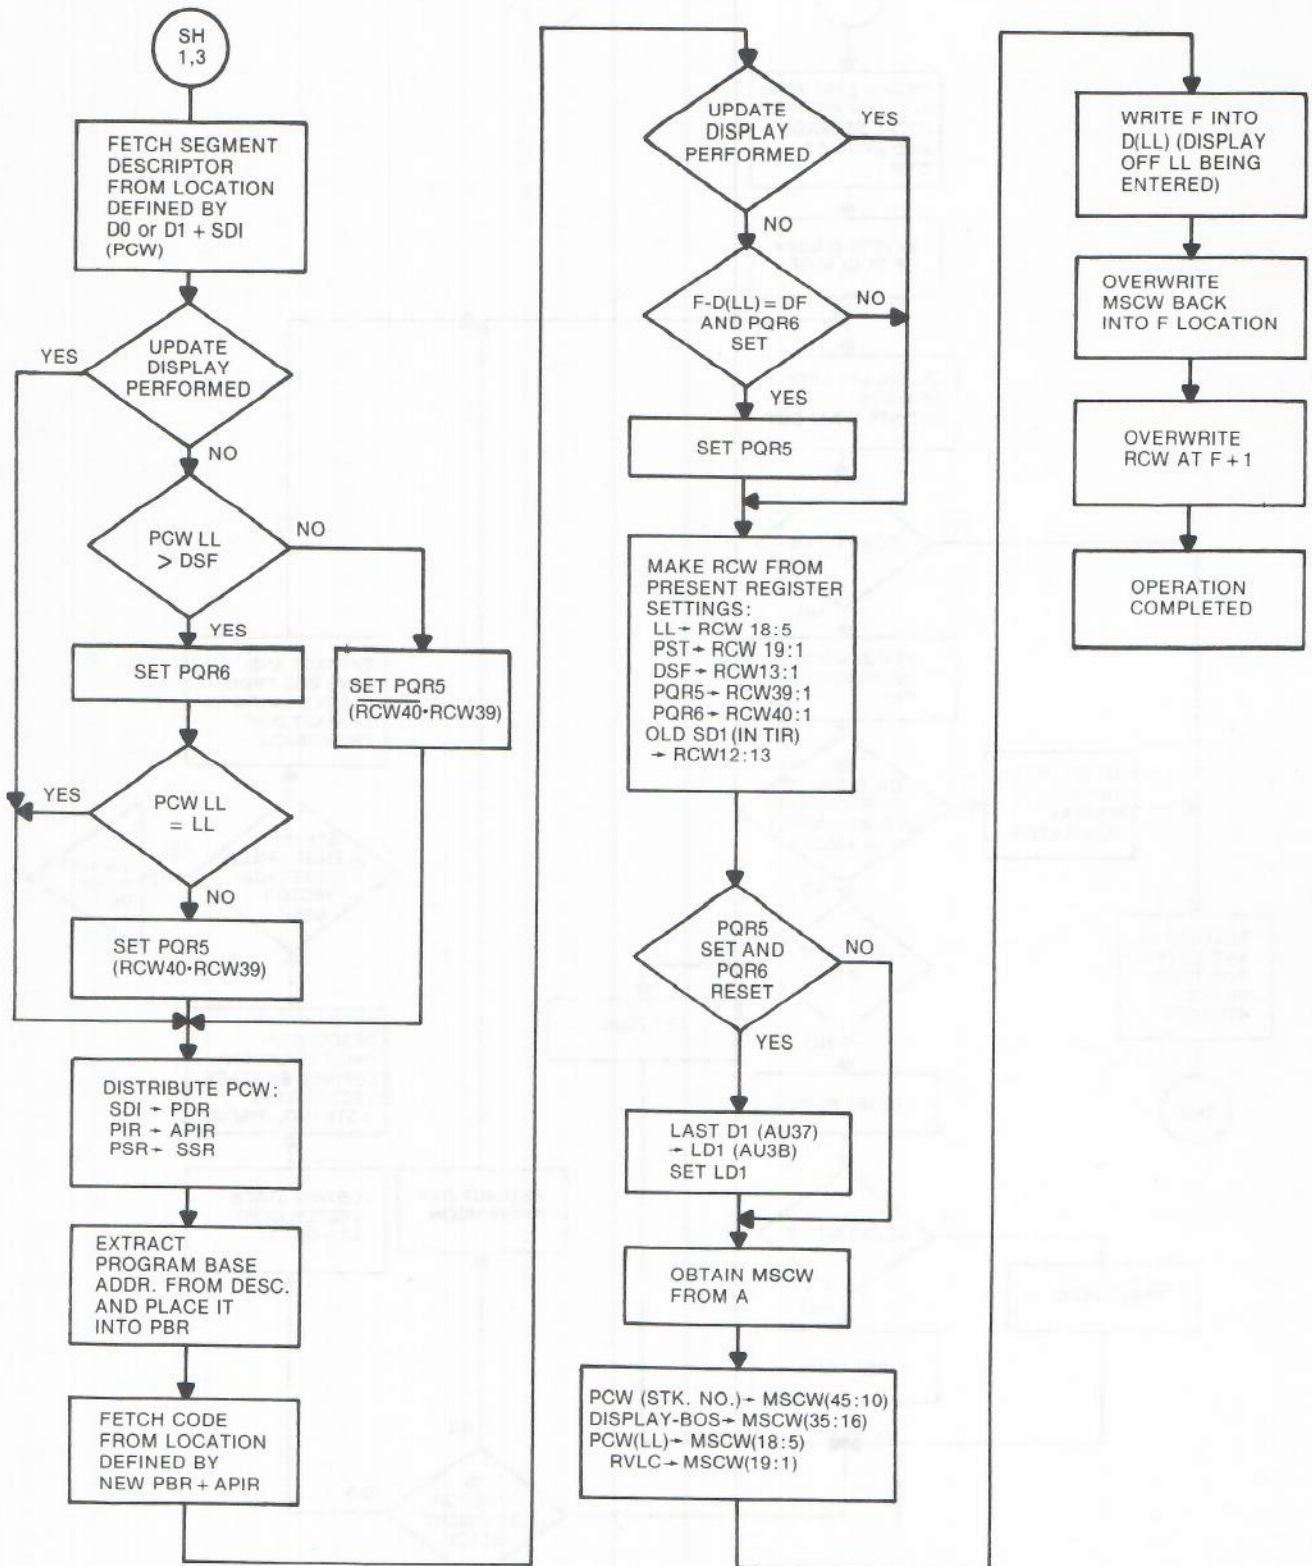 SH
1,3
FETCH SEGMENT
DESCRIPTOR
FROM LOCATION
DEFINED BY
D0 or D1 + SDI
(PCW)
UPDATE
DISPLAY
PERFORMED
YES
NO
PCW LL
> DSF
NO
YES
SET PQR6
SET PQR5
(RCW40•RCW39)
PCW LL
= LL
YES
NO
SET PQR5
(RCW40•RCW39)
DISTRIBUTE PCW:
SDI → PDR
PIR → APIR
PSR → SSR
EXTRACT
PROGRAM BASE
ADDR. FROM DESC.
AND PLACE IT
INTO PBR
FETCH CODE
FROM LOCATION
DEFINED BY
NEW PBR + APIR
UPDATE
DISPLAY
PERFORMED
YES
NO
F-D(LL) = DF
AND PQR6
SET
NO
YES
SET PQR5
MAKE RCW FROM
PRESENT REGISTER
SETTINGS:
LL → RCW 18:5
PST → RCW 19:1
DSF → RCW13:1
PQR5 → RCW39:1
PQR6 → RCW40:1
OLD SD1 (IN TIR)
→ RCW12:13
PQR5
SET AND
PQR6
RESET
NO
YES
LAST D1 (AU37)
→ LD1 (AU3B)
SET LD1
OBTAIN MSCW
FROM A
PCW (STK. NO.) → MSCW(45:10)
DISPLAY-BOS → MSCW(35:16)
PCW(LL) → MSCW(18:5)
RVLC → MSCW(19:1)
WRITE F INTO
D(LL) (DISPLAY
OFF LL BEING
ENTERED)
OVERWRITE
MSCW BACK
INTO F LOCATION
OVERWRITE
RCW AT F + 1
OPERATION
COMPLETED